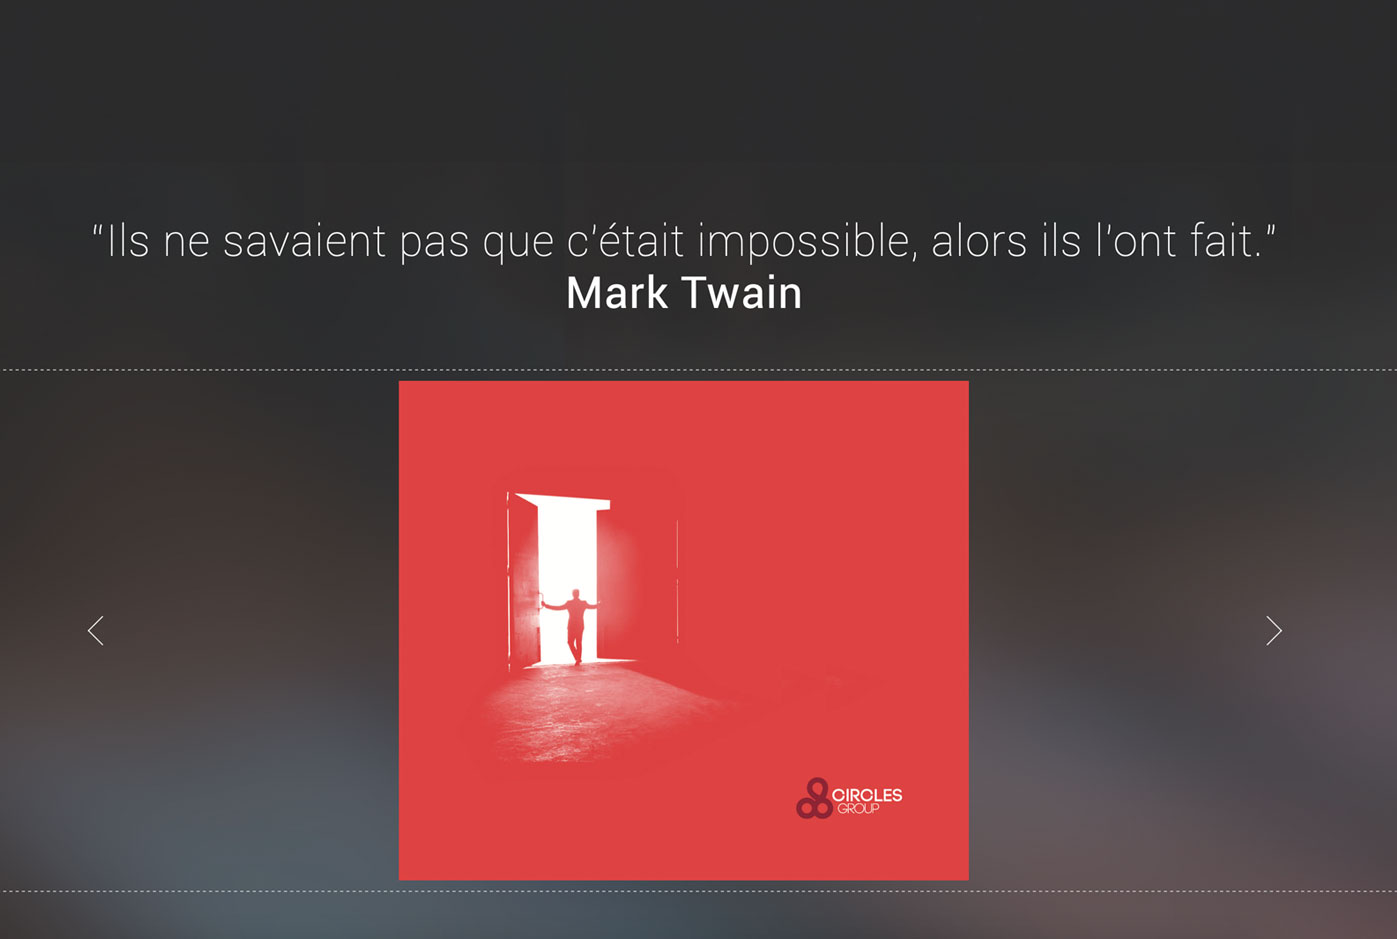 "Ils ne savaient pas que c'était impossible, alors ils l'ont fait."
Mark Twain
CIRCLES
GROUP